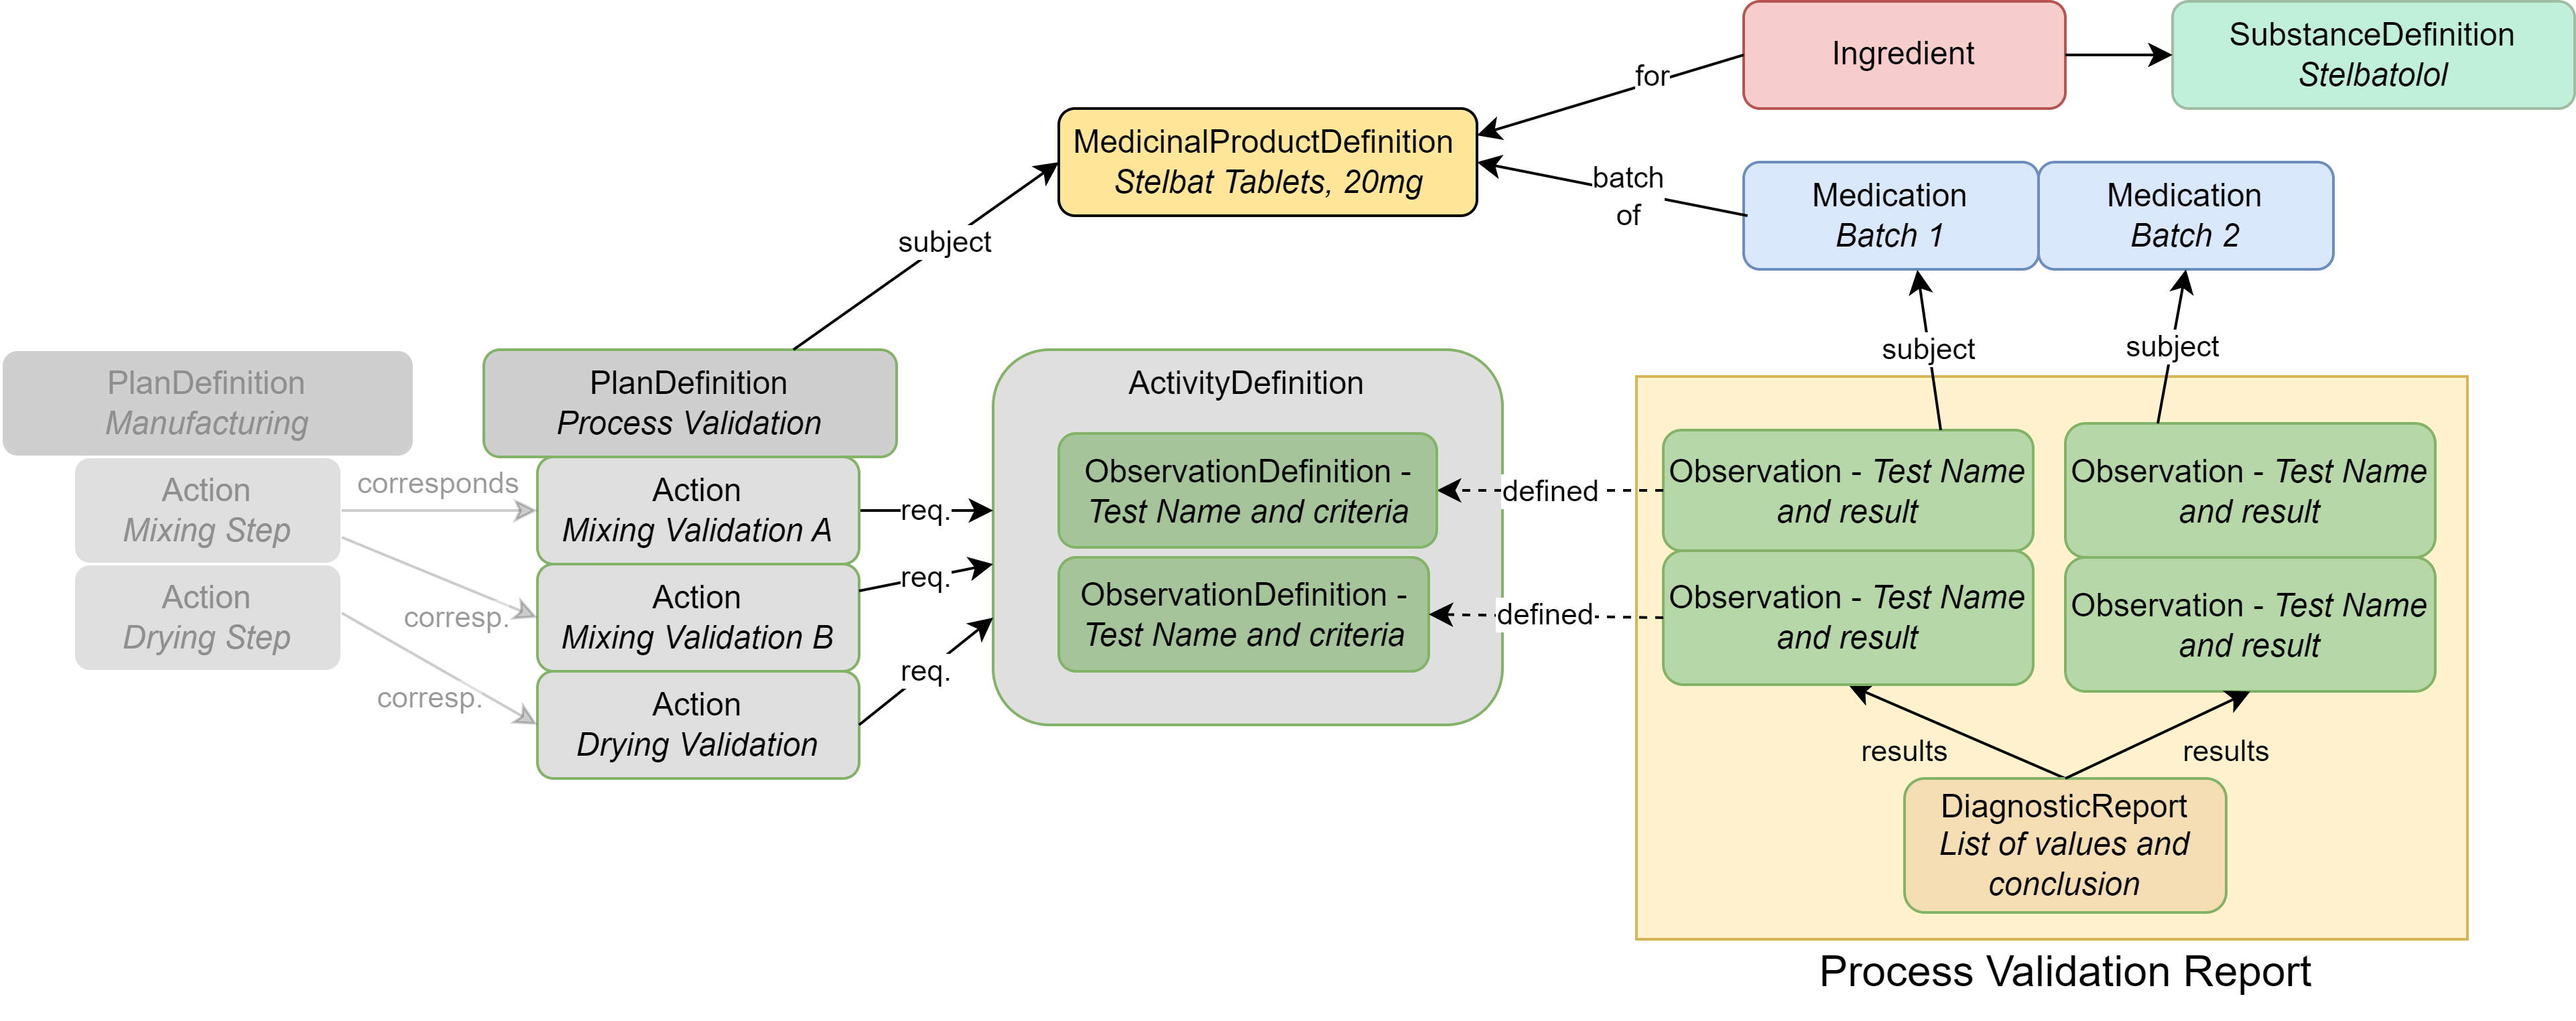 Ingredient
SubstanceDefinition
Stelbatolol
for
MedicinalProductDefinition
Stelbat Tablets, 20mg
batch
of
Medication
Batch 1
Medication
Batch 2
subject
subject
subject
PlanDefinition
Manufacturing
Action
Mixing Step
Action
Drying Step
corresponds
corresp.
corresp.
PlanDefinition
Process Validation
Action
Mixing Validation A
Action
Mixing Validation B
Action
Drying Validation
req.
req.
req.
ActivityDefinition
ObservationDefinition -
Test Name and criteria
ObservationDefinition -
Test Name and criteria
defined
defined
Observation - Test Name
and result
Observation - Test Name
and result
Observation - Test Name
and result
Observation - Test Name
and result
results
results
DiagnosticReport
List of values and
conclusion
Process Validation Report